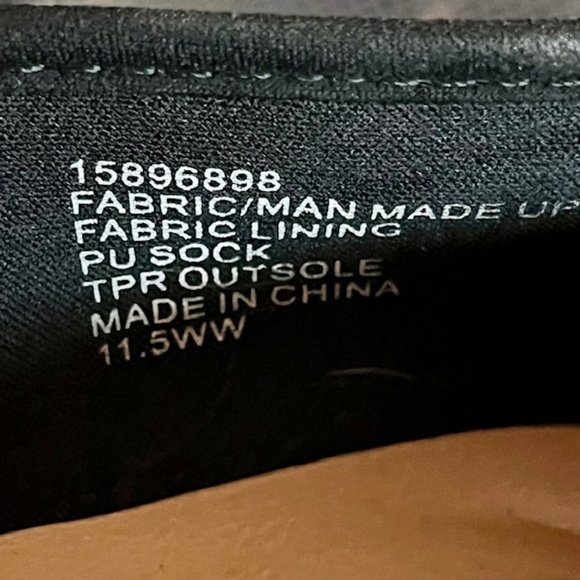 15896898
FABRIC/MAN MADE UP
FABRIC LINING
PU SOCK
TPR OUTSOLE
MADE IN CHINA
11.5WW